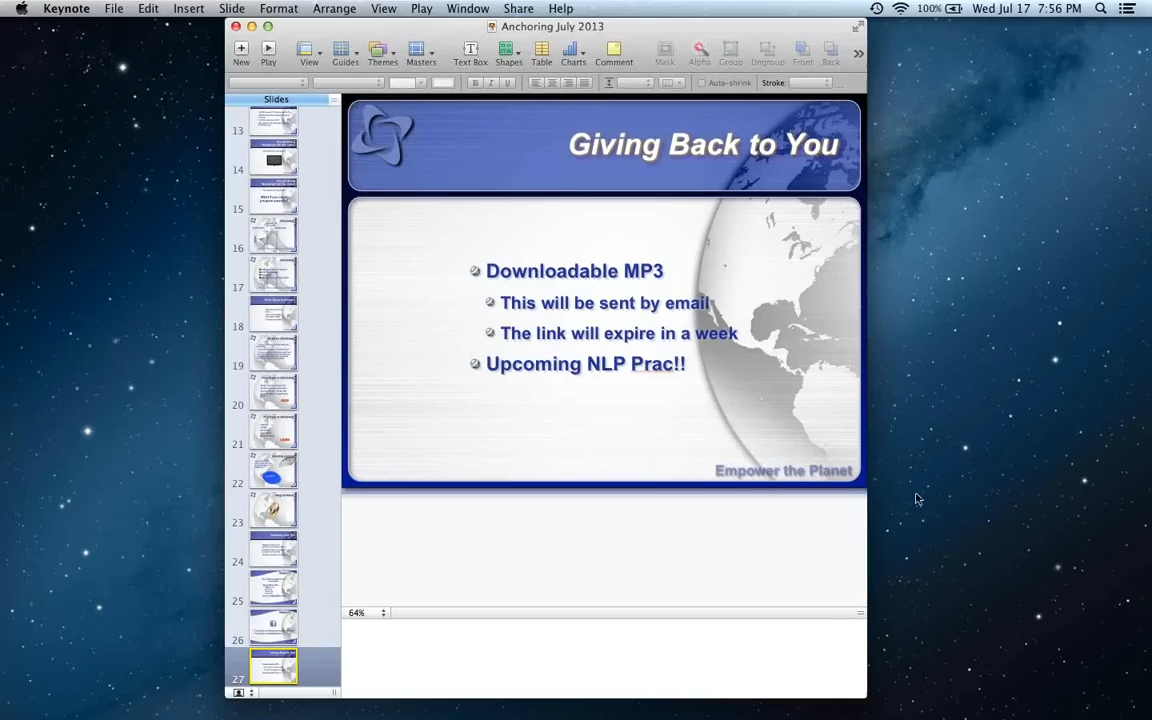 Keynote File Edit Insert Slide Format Arrange View Play Window Share Help 100% Wed Jul 17 7:56 PM
Anchoring July 2013
New Play View Guides Themes Masters Text Box Shapes Table Charts Comment Mask Alpha Group Ungroup Front Back
B I U Auto-shrink Stroke:
Slides
13
14
15
16
17
18
19
20
21
22
23
24
25
26
27
Giving Back to You
Downloadable MP3
This will be sent by email
The link will expire in a week
Upcoming NLP Prac!!
Empower the Planet
64%